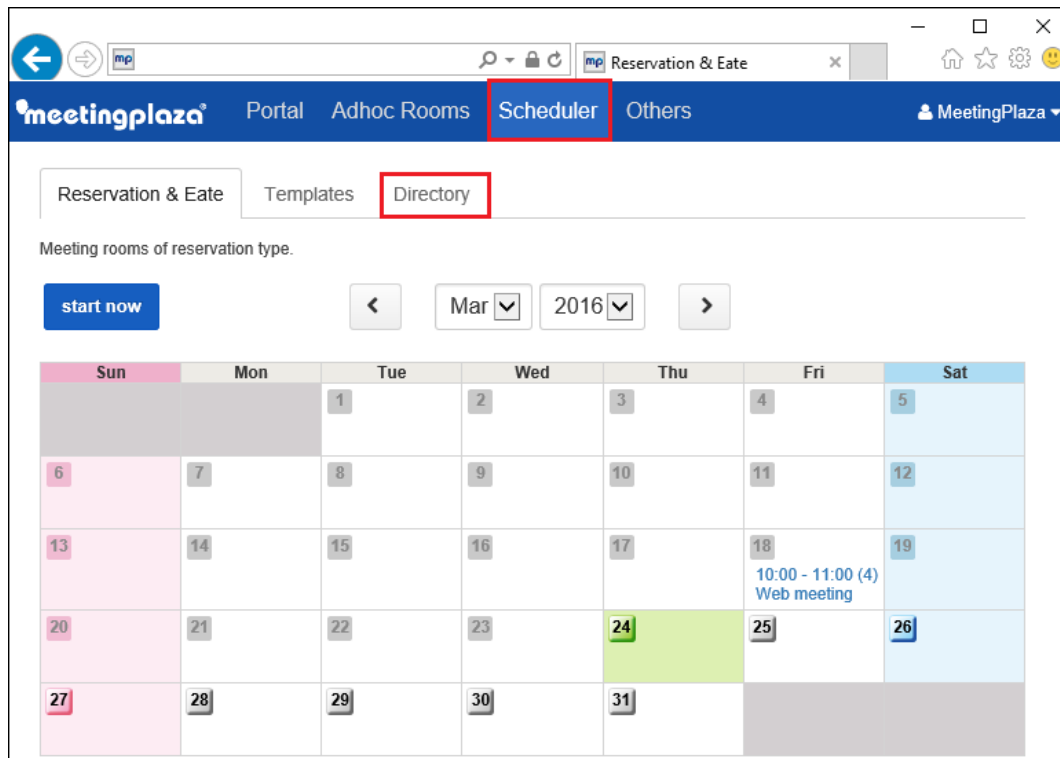 mp
mp Reservation & Eate
meetingplaza® Portal Adhoc Rooms Scheduler Others MeetingPlaza
Reservation & Eate Templates Directory
Meeting rooms of reservation type.
start now Mar 2016
Sun Mon Tue Wed Thu Fri Sat
1 2 3 4 5
6 7 8 9 10 11 12
13 14 15 16 17 18 19
10:00 - 11:00 (4)
Web meeting
20 21 22 23 24 25 26
27 28 29 30 31